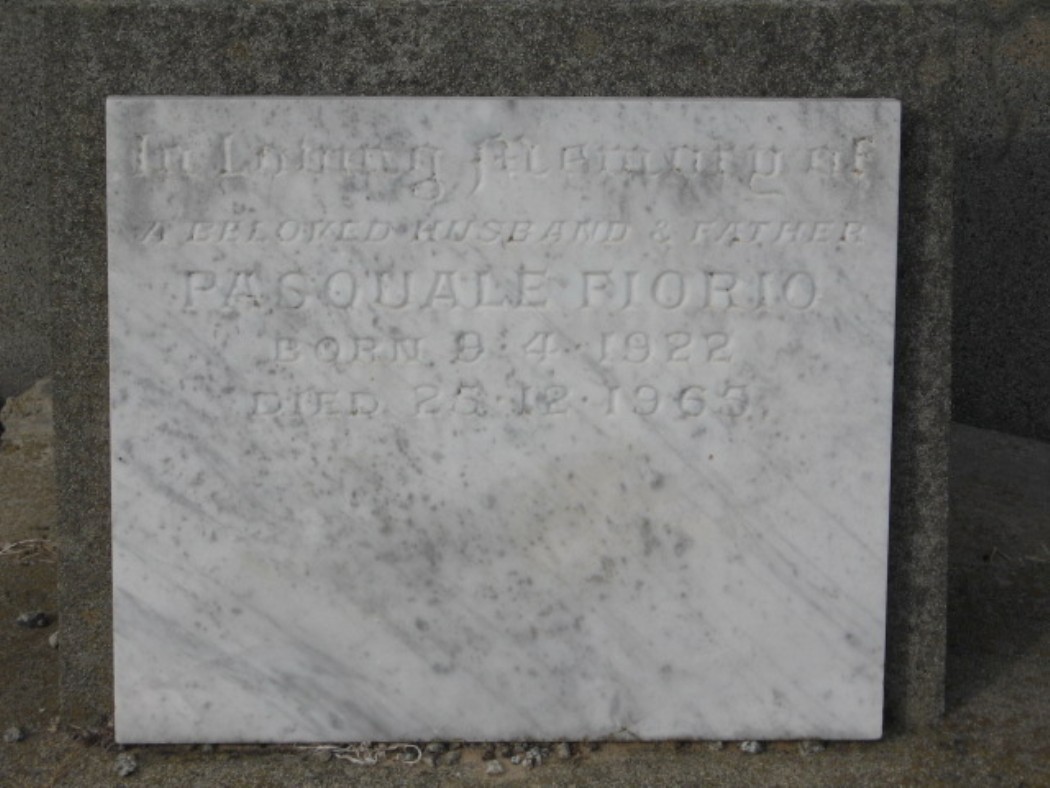 In Loving Memory of
A BELOVED HUSBAND & FATHER
PASQUALE FIORIO
BORN 9·4·1922
DIED 25·12·1965